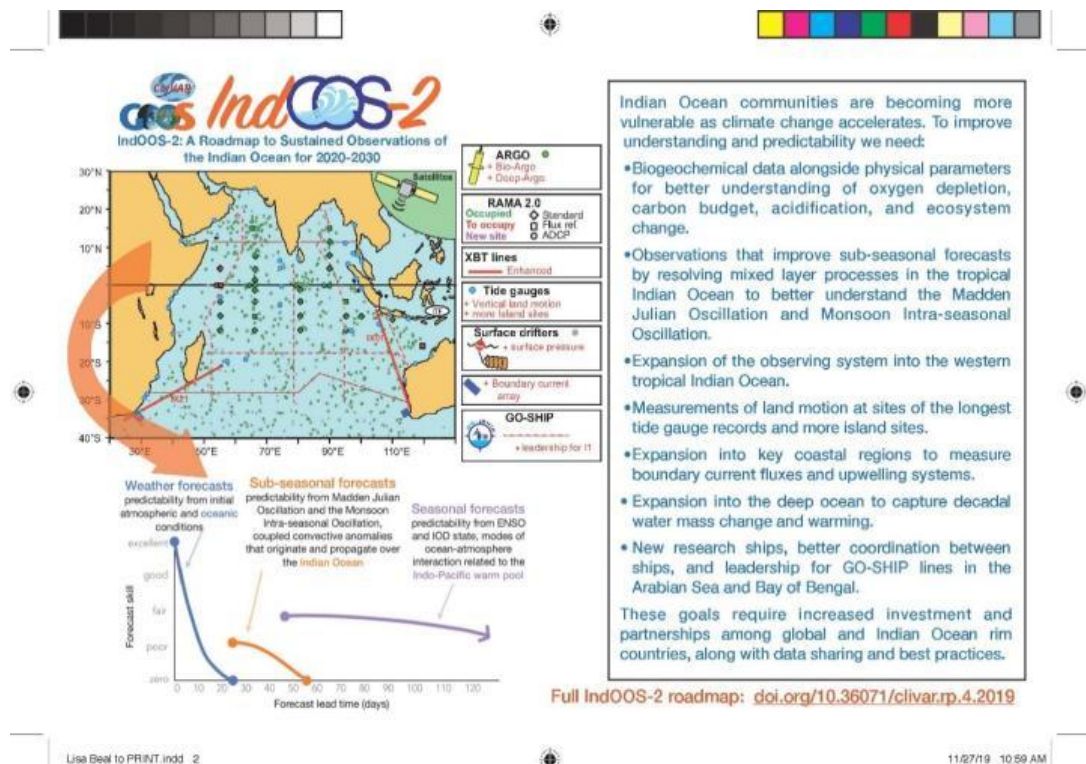 CLIVAR
GOOS IndOOS-2
IndOOS-2: A Roadmap to Sustained Observations of
the Indian Ocean for 2020-2030
30°N
20°N
10°N
0°
10°S
20°S
30°S
40°S
30°E
50°E
70°E
90°E
110°E
Satellites
IX01
IX21
ITF
ARGO
+ Bio-Argo
+ Deep-Argo
RAMA 2.0
Occupied Standard
To occupy Flux ref.
New site ADCP
XBT lines
Enhanced
Tide gauges
+ Vertical land motion
+ more Island sites
Surface drifters
+ surface pressure
+ Boundary current
array
GO-SHIP
+ leadership for IT
Weather forecasts
predictability from initial
atmospheric and oceanic
conditions
Sub-seasonal forecasts
predictability from Madden Julian
Oscillation and the Monsoon
Intra-seasonal Oscillation,
coupled convective anomalies
that originate and propagate over
the Indian Ocean
Seasonal forecasts
predictability from ENSO
and IOD state, modes of
ocean-atmosphere
interaction related to the
Indo-Pacific warm pool
Forecast skill
excellent
good
fair
poor
zero
0 10 20 30 40 50 60 70 80 90 100 110 120
Forecast lead time (days)
Indian Ocean communities are becoming more
vulnerable as climate change accelerates. To improve
understanding and predictability we need:
•Biogeochemical data alongside physical parameters
for better understanding of oxygen depletion,
carbon budget, acidification, and ecosystem
change.
•Observations that improve sub-seasonal forecasts
by resolving mixed layer processes in the tropical
Indian Ocean to better understand the Madden
Julian Oscillation and Monsoon Intra-seasonal
Oscillation.
•Expansion of the observing system into the western
tropical Indian Ocean.
•Measurements of land motion at sites of the longest
tide gauge records and more island sites.
•Expansion into key coastal regions to measure
boundary current fluxes and upwelling systems.
• Expansion into the deep ocean to capture decadal
water mass change and warming.
• New research ships, better coordination between
ships, and leadership for GO-SHIP lines in the
Arabian Sea and Bay of Bengal.
These goals require increased investment and
partnerships among global and Indian Ocean rim
countries, along with data sharing and best practices.
Full IndOOS-2 roadmap: doi.org/10.36071/clivar.rp.4.2019
Lisa Beal to PRINT.indd 2
11/27/19 10:59 AM